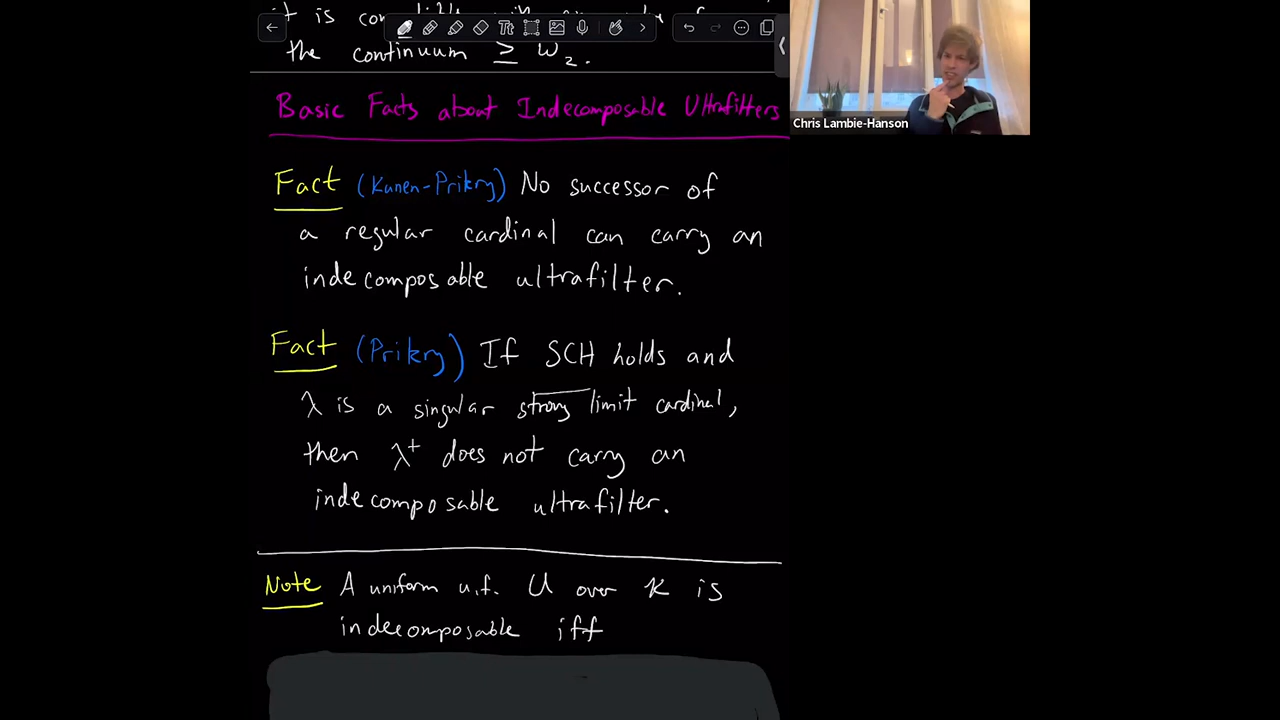 it is
the continuum ≥ ω₂.
Basic Facts about Indecomposable Ultrafilters
Fact (Kunen-Prikry) No successor of
a regular cardinal can carry an
indecomposable ultrafilter.
Fact (Prikry) If SCH holds and
λ is a singular strong limit cardinal,
then λ⁺ does not carry an
indecomposable ultrafilter.
Note A uniform u.f. U over κ is
indecomposable iff
Chris Lambie-Hanson